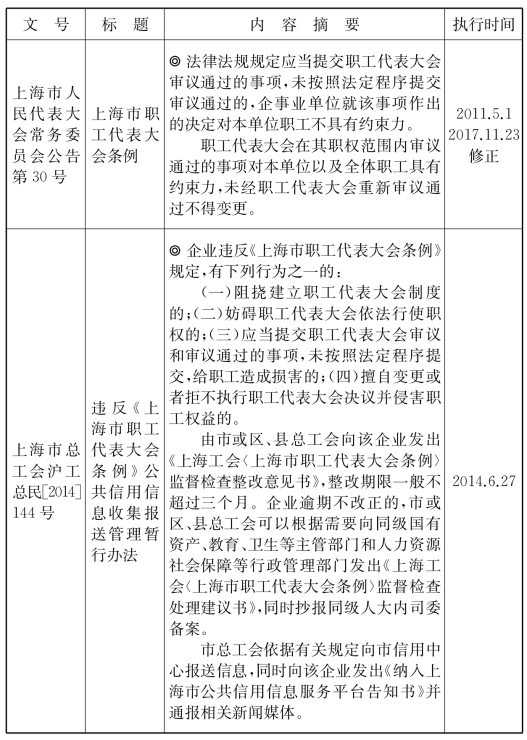 文 号
标 题
内 容 摘 要
执行时间
上海市人
民代表大
会常务委
员会公告
第30号
上海市职
工代表大
会条例
◎ 法律法规规定应当提交职工代表大会
审议通过的事项,未按照法定程序提交
审议通过的,企事业单位就该事项作出
的决定对本单位职工不具有约束力。
职工代表大会在其职权范围内审议
通过的事项对本单位以及全体职工具有
约束力,未经职工代表大会重新审议通
过不得变更。
2011.5.1
2017.11.23
修正
上海市总
工会沪工
总民[2014]
144号
违反《上
海市职工
代表大会
条例》公
共信用信
息收集报
送管理暂
行办法
◎ 企业违反《上海市职工代表大会条例》
规定,有下列行为之一的:
(一)阻挠建立职工代表大会制度
的;(二)妨碍职工代表大会依法行使职
权的;(三)应当提交职工代表大会审议
和审议通过的事项,未按照法定程序提
交,给职工造成损害的;(四)擅自变更或
者拒不执行职工代表大会决议并侵害职
工权益的。
由市或区、县总工会向该企业发出
《上海工会〈上海市职工代表大会条例〉
监督检查整改意见书》,整改期限一般不
超过三个月。企业逾期不改正的,市或
区、县总工会可以根据需要向同级国有
资产、教育、卫生等主管部门和人力资源
社会保障等行政管理部门发出《上海工
会〈上海市职工代表大会条例〉监督检查
处理建议书》,同时抄报同级人大内司委
备案。
市总工会依据有关规定向市信用中
心报送信息,同时向该企业发出《纳入上
海市公共信用信息服务平台告知书》并
通报相关新闻媒体。
2014.6.27